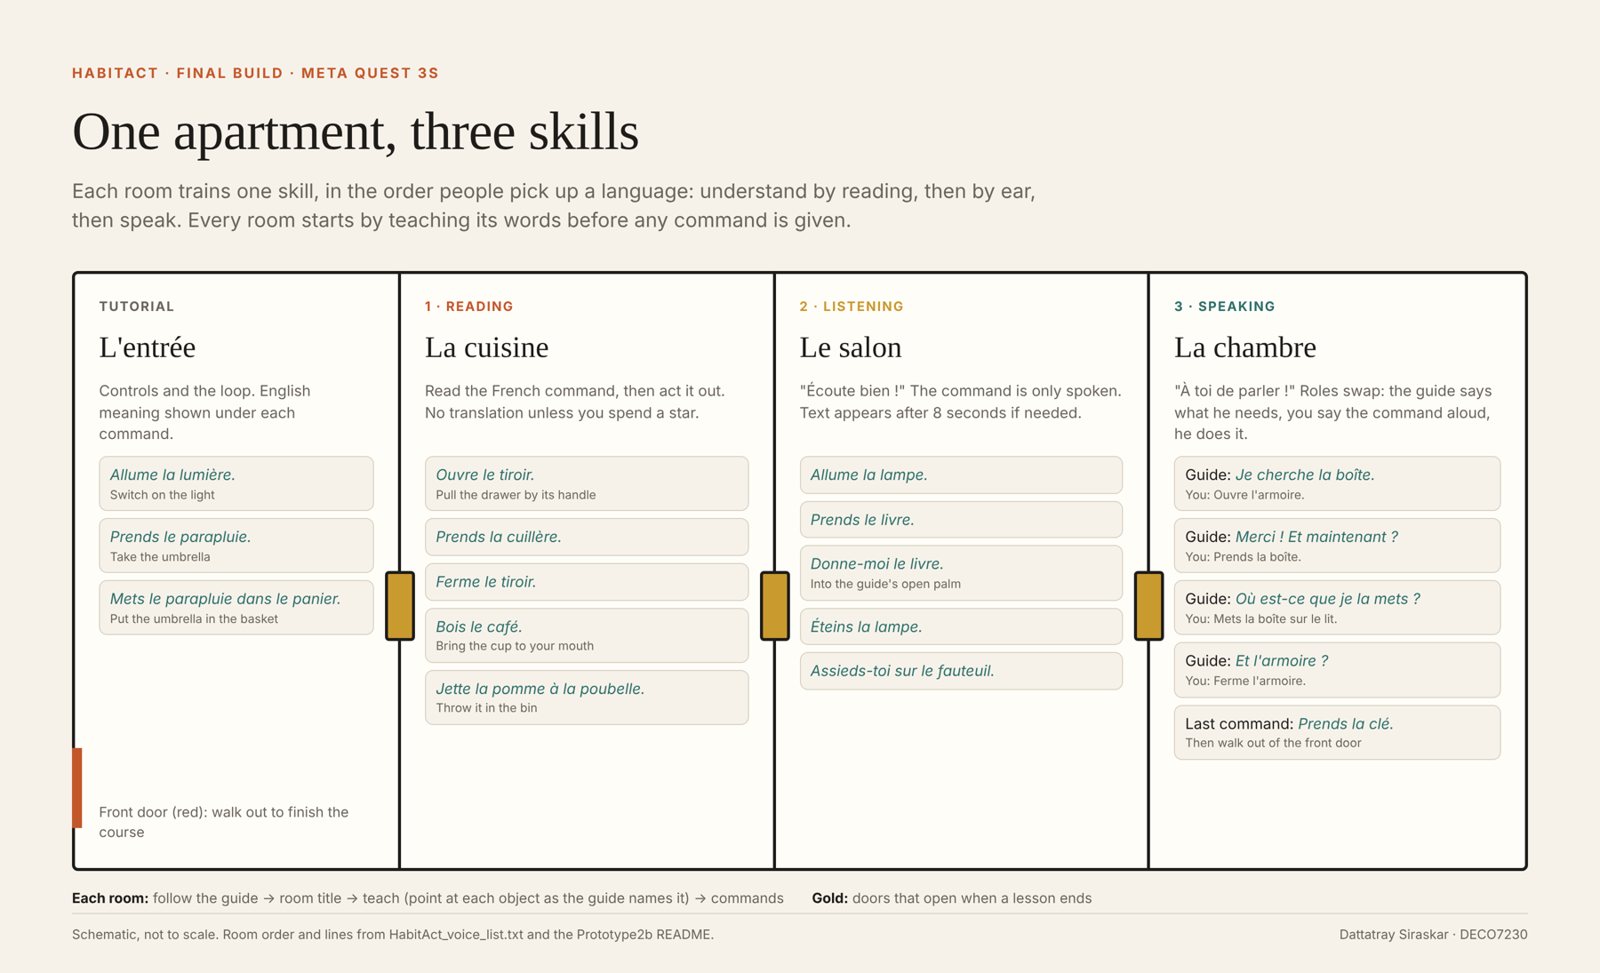 HABITACT · FINAL BUILD · META QUEST 3S
One apartment, three skills
Each room trains one skill, in the order people pick up a language: understand by reading, then by ear,
then speak. Every room starts by teaching its words before any command is given.
TUTORIAL
L'entrée
Controls and the loop. English
meaning shown under each
command.
Allume la lumière.
Switch on the light
Prends le parapluie.
Take the umbrella
Mets le parapluie dans le panier.
Put the umbrella in the basket
Front door (red): walk out to finish the
course
1 · READING
La cuisine
Read the French command, then act it out.
No translation unless you spend a star.
Ouvre le tiroir.
Pull the drawer by its handle
Prends la cuillère.
Ferme le tiroir.
Bois le café.
Bring the cup to your mouth
Jette la pomme à la poubelle.
Throw it in the bin
2 · LISTENING
Le salon
"Écoute bien !" The command is only spoken.
Text appears after 8 seconds if needed.
Allume la lampe.
Prends le livre.
Donne-moi le livre.
Into the guide's open palm
Éteins la lampe.
Assieds-toi sur le fauteuil.
3 · SPEAKING
La chambre
"À toi de parler !" Roles swap: the guide says
what he needs, you say the command aloud,
he does it.
Guide: Je cherche la boîte.
You: Ouvre l'armoire.
Guide: Merci ! Et maintenant ?
You: Prends la boîte.
Guide: Où est-ce que je la mets ?
You: Mets la boîte sur le lit.
Guide: Et l'armoire ?
You: Ferme l'armoire.
Last command: Prends la clé.
Then walk out of the front door
Each room: follow the guide → room title → teach (point at each object as the guide names it) → commands
Gold: doors that open when a lesson ends
Schematic, not to scale. Room order and lines from HabitAct_voice_list.txt and the Prototype2b README.
Dattatray Siraskar · DECO7230